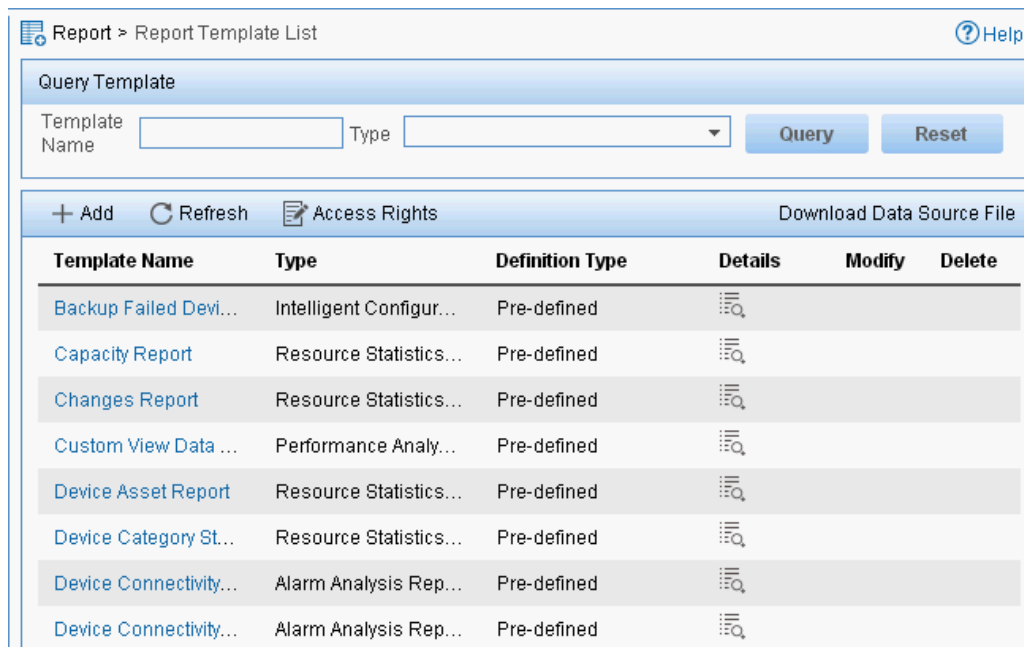 Report > Report Template List
Help
Query Template
Template Name
Type
Query
Reset
Add
Refresh
Access Rights
Download Data Source File
Template Name Type Definition Type Details Modify Delete
Backup Failed Devi... Intelligent Configur... Pre-defined
Capacity Report Resource Statistics... Pre-defined
Changes Report Resource Statistics... Pre-defined
Custom View Data ... Performance Analy... Pre-defined
Device Asset Report Resource Statistics... Pre-defined
Device Category St... Resource Statistics... Pre-defined
Device Connectivity... Alarm Analysis Rep... Pre-defined
Device Connectivity... Alarm Analysis Rep... Pre-defined